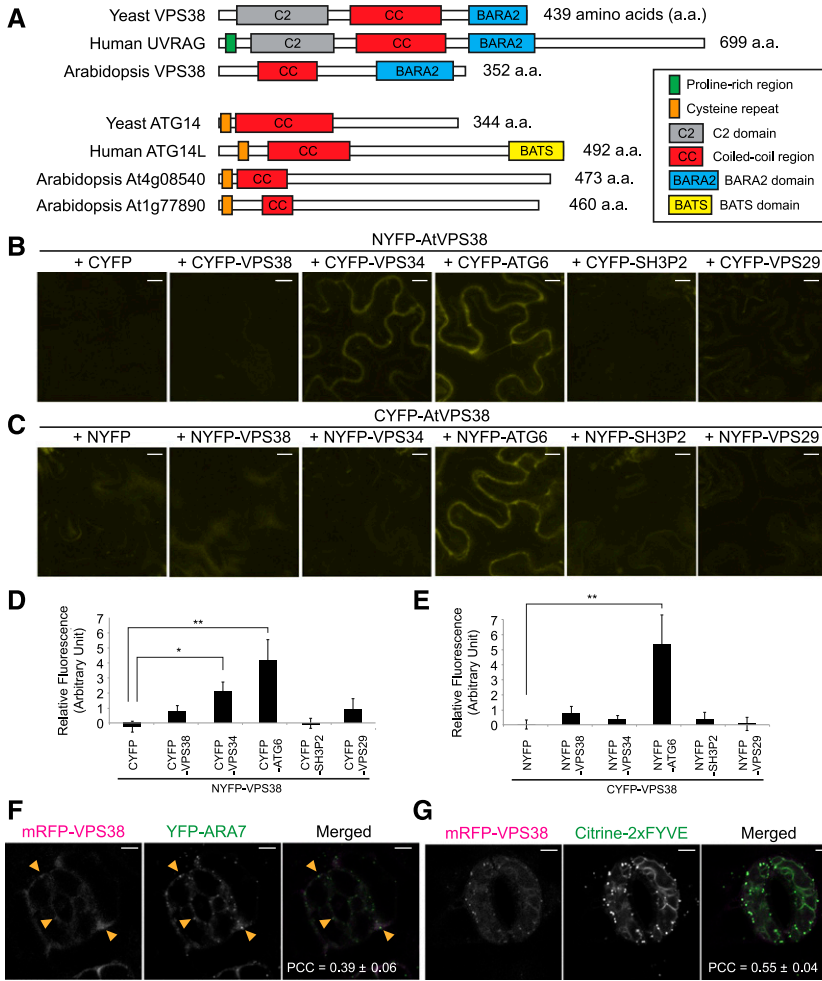 A
Yeast VPS38
C2
CC
BARA2
439 amino acids (a.a.)
Human UVRAG
C2
CC
BARA2
699 a.a.
Arabidopsis VPS38
CC
BARA2
352 a.a.
Yeast ATG14
CC
344 a.a.
Human ATG14L
CC
BATS
492 a.a.
Arabidopsis At4g08540
CC
473 a.a.
Arabidopsis At1g77890
CC
460 a.a.
Proline-rich region
Cysteine repeat
C2 C2 domain
CC Coiled-coil region
BARA2 BARA2 domain
BATS BATS domain
B
NYFP-AtVPS38
+ CYFP
+ CYFP-VPS38
+ CYFP-VPS34
+ CYFP-ATG6
+ CYFP-SH3P2
+ CYFP-VPS29
C
CYFP-AtVPS38
+ NYFP
+ NYFP-VPS38
+ NYFP-VPS34
+ NYFP-ATG6
+ NYFP-SH3P2
+ NYFP-VPS29
D
Relative Fluorescence
(Arbitrary Unit)
7
6
5
4
3
2
1
0
**
*
CYFP
CYFP
-VPS38
CYFP
-VPS34
CYFP
-ATG6
CYFP
-SH3P2
CYFP
-VPS29
NYFP-VPS38
E
Relative Fluorescence
(Arbitrary Unit)
7
6
5
4
3
2
1
0
**
NYFP
NYFP
-VPS38
NYFP
-VPS34
NYFP
-ATG6
NYFP
-SH3P2
NYFP
-VPS29
CYFP-VPS38
F
mRFP-VPS38
YFP-ARA7
Merged
PCC = 0.39 ± 0.06
G
mRFP-VPS38
Citrine-2xFYVE
Merged
PCC = 0.55 ± 0.04